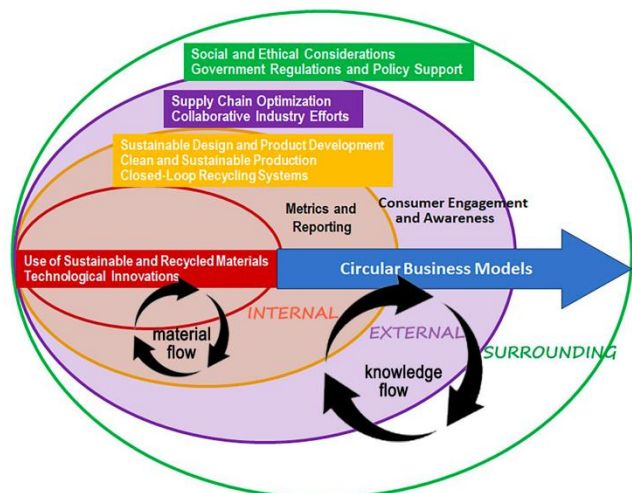 Social and Ethical Considerations
Government Regulations and Policy Support
Supply Chain Optimization
Collaborative Industry Efforts
Sustainable Design and Product Development
Clean and Sustainable Production
Closed-Loop Recycling Systems
Metrics and
Reporting
Consumer Engagement
and Awareness
Use of Sustainable and Recycled Materials
Technological Innovations
Circular Business Models
INTERNAL
EXTERNAL
SURROUNDING
material
flow
knowledge
flow